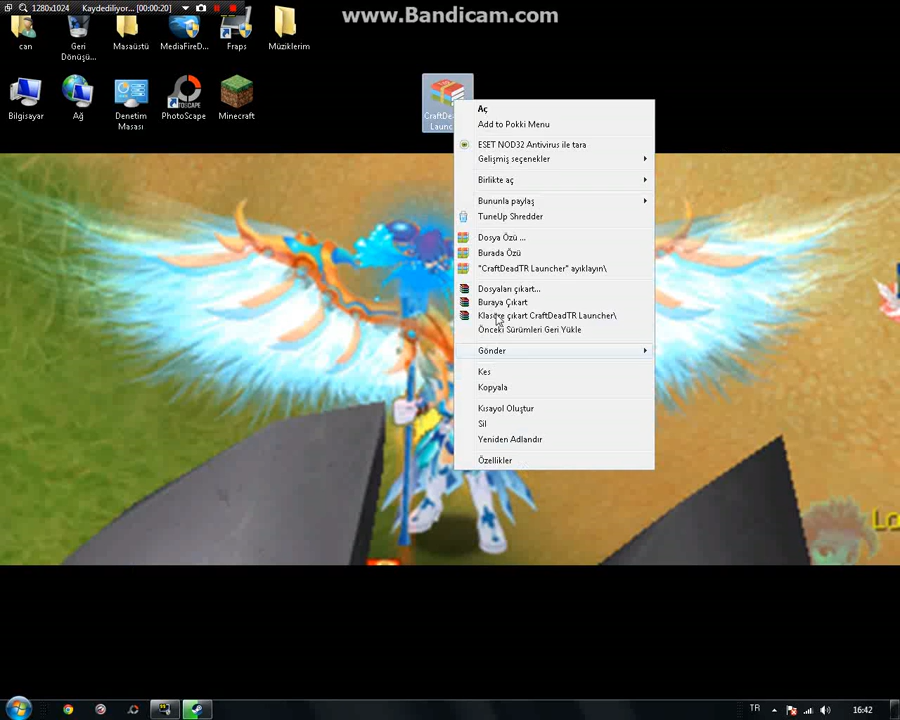 1280x1024 Kaydediliyor... [00:00:20]
www.Bandicam.com
can
Geri Dönüşü...
Masaüstü
MediaFireD...
Fraps
Müziklerim
Bilgisayar
Ağ
Denetim Masası
PhotoScape
Minecraft
Aç
Add to Pokki Menu
ESET NOD32 Antivirus ile tara
Gelişmiş seçenekler
Birlikte aç
Bununla paylaş
TuneUp Shredder
Dosya Özü ...
Burada Özü
"CraftDeadTR Launcher" ayıklayın\
Dosyaları çıkart...
Buraya Çıkart
Klasöre çıkart CraftDeadTR Launcher\
Önceki Sürümleri Geri Yükle
Gönder
Kes
Kopyala
Kısayol Oluştur
Sil
Yeniden Adlandır
Özellikler
Lo
TR
16:42